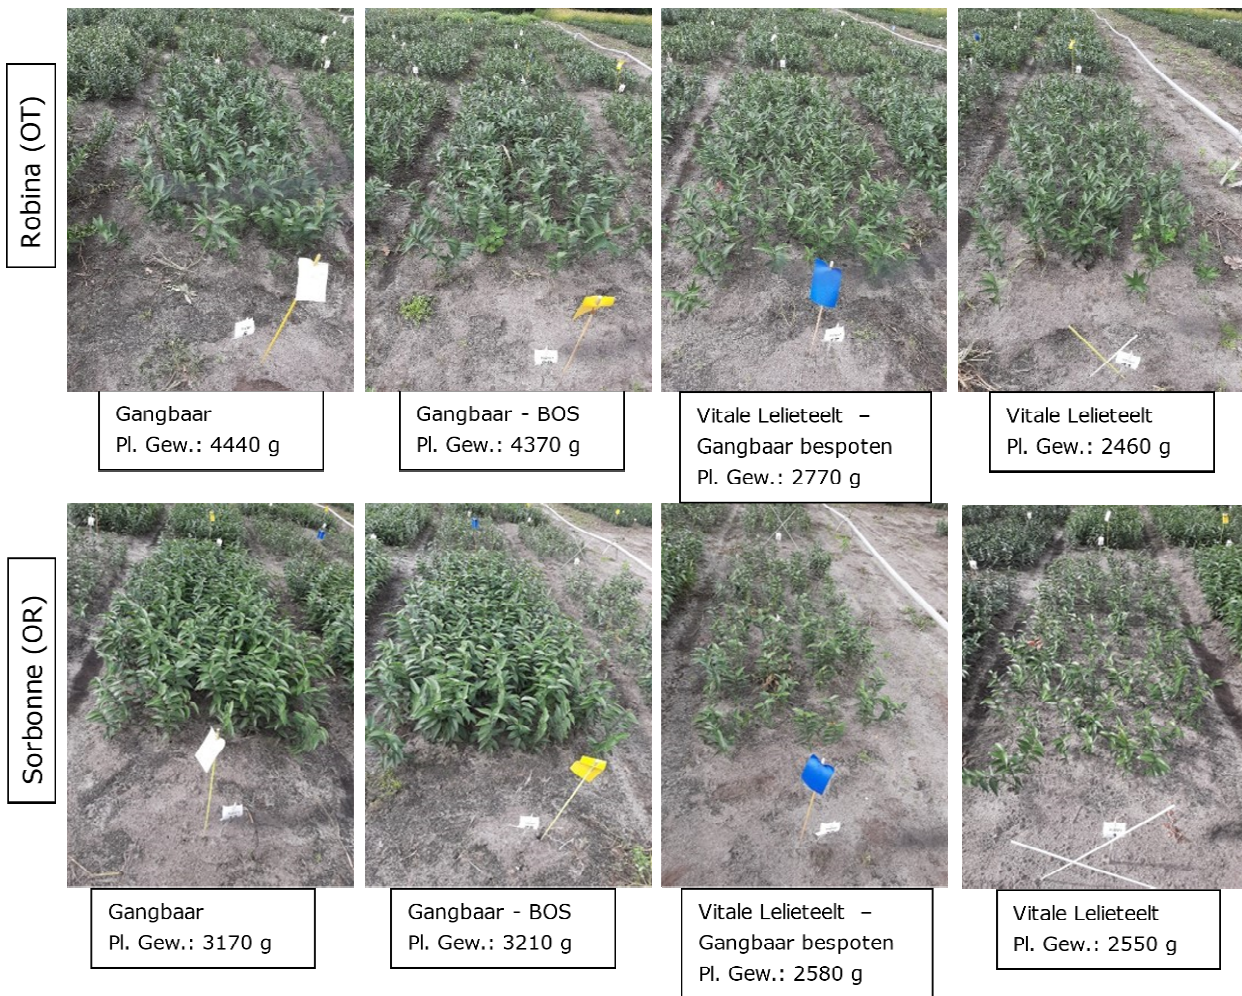 Robina (OT)
Gangbaar
Pl. Gew.: 4440 g
Gangbaar - BOS
Pl. Gew.: 4370 g
Vitale Lelieteelt –
Gangbaar bespoten
Pl. Gew.: 2770 g
Vitale Lelieteelt
Pl. Gew.: 2460 g
Sorbonne (OR)
Gangbaar
Pl. Gew.: 3170 g
Gangbaar - BOS
Pl. Gew.: 3210 g
Vitale Lelieteelt –
Gangbaar bespoten
Pl. Gew.: 2580 g
Vitale Lelieteelt
Pl. Gew.: 2550 g